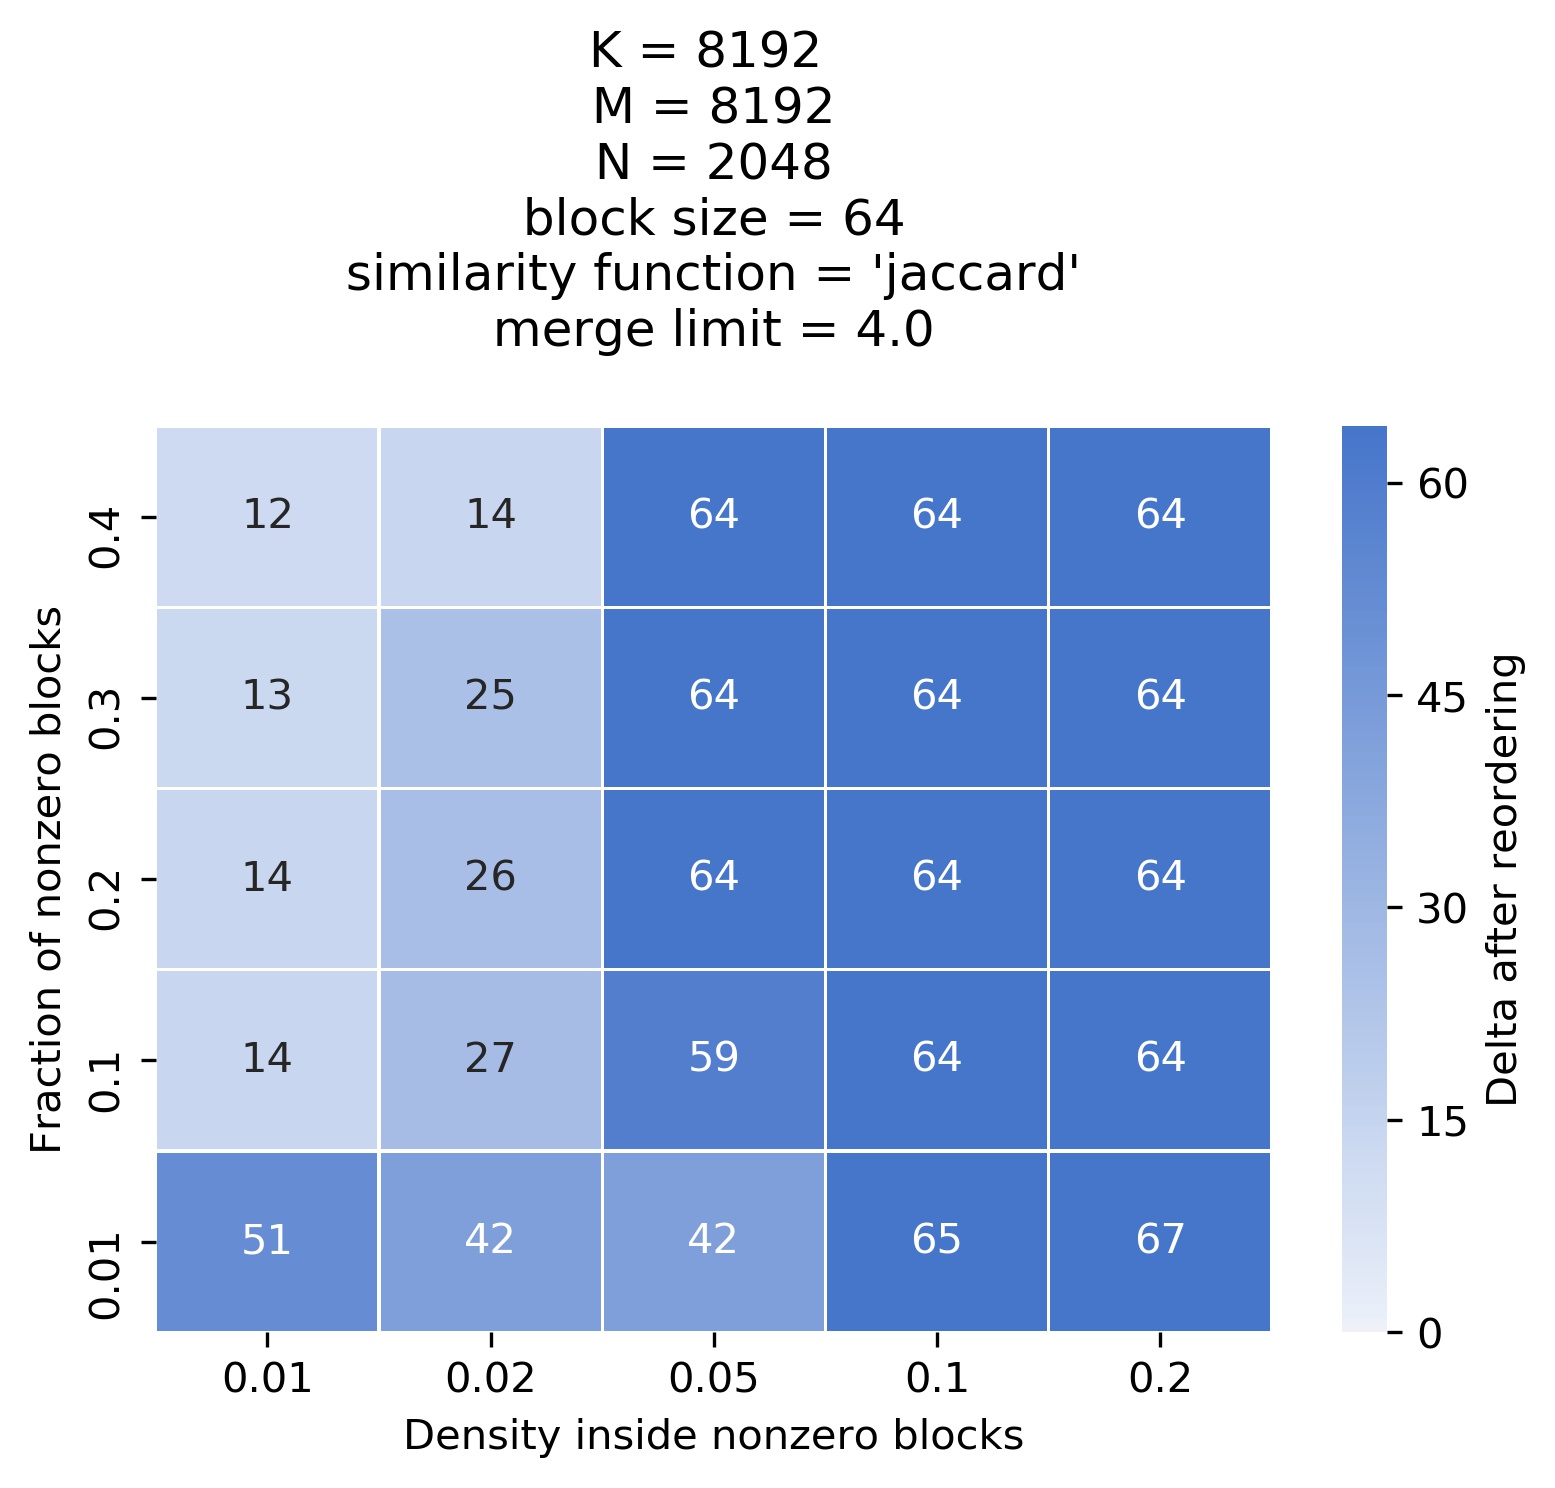 K = 8192
M = 8192
N = 2048
block size = 64
similarity function = 'jaccard'
merge limit = 4.0
Fraction of nonzero blocks
0.4
12 14 64 64 64
0.3
13 25 64 64 64
0.2
14 26 64 64 64
0.1
14 27 59 64 64
0.01
51 42 42 65 67
0.01 0.02 0.05 0.1 0.2
Density inside nonzero blocks
60
45
30
15
0
Delta after reordering